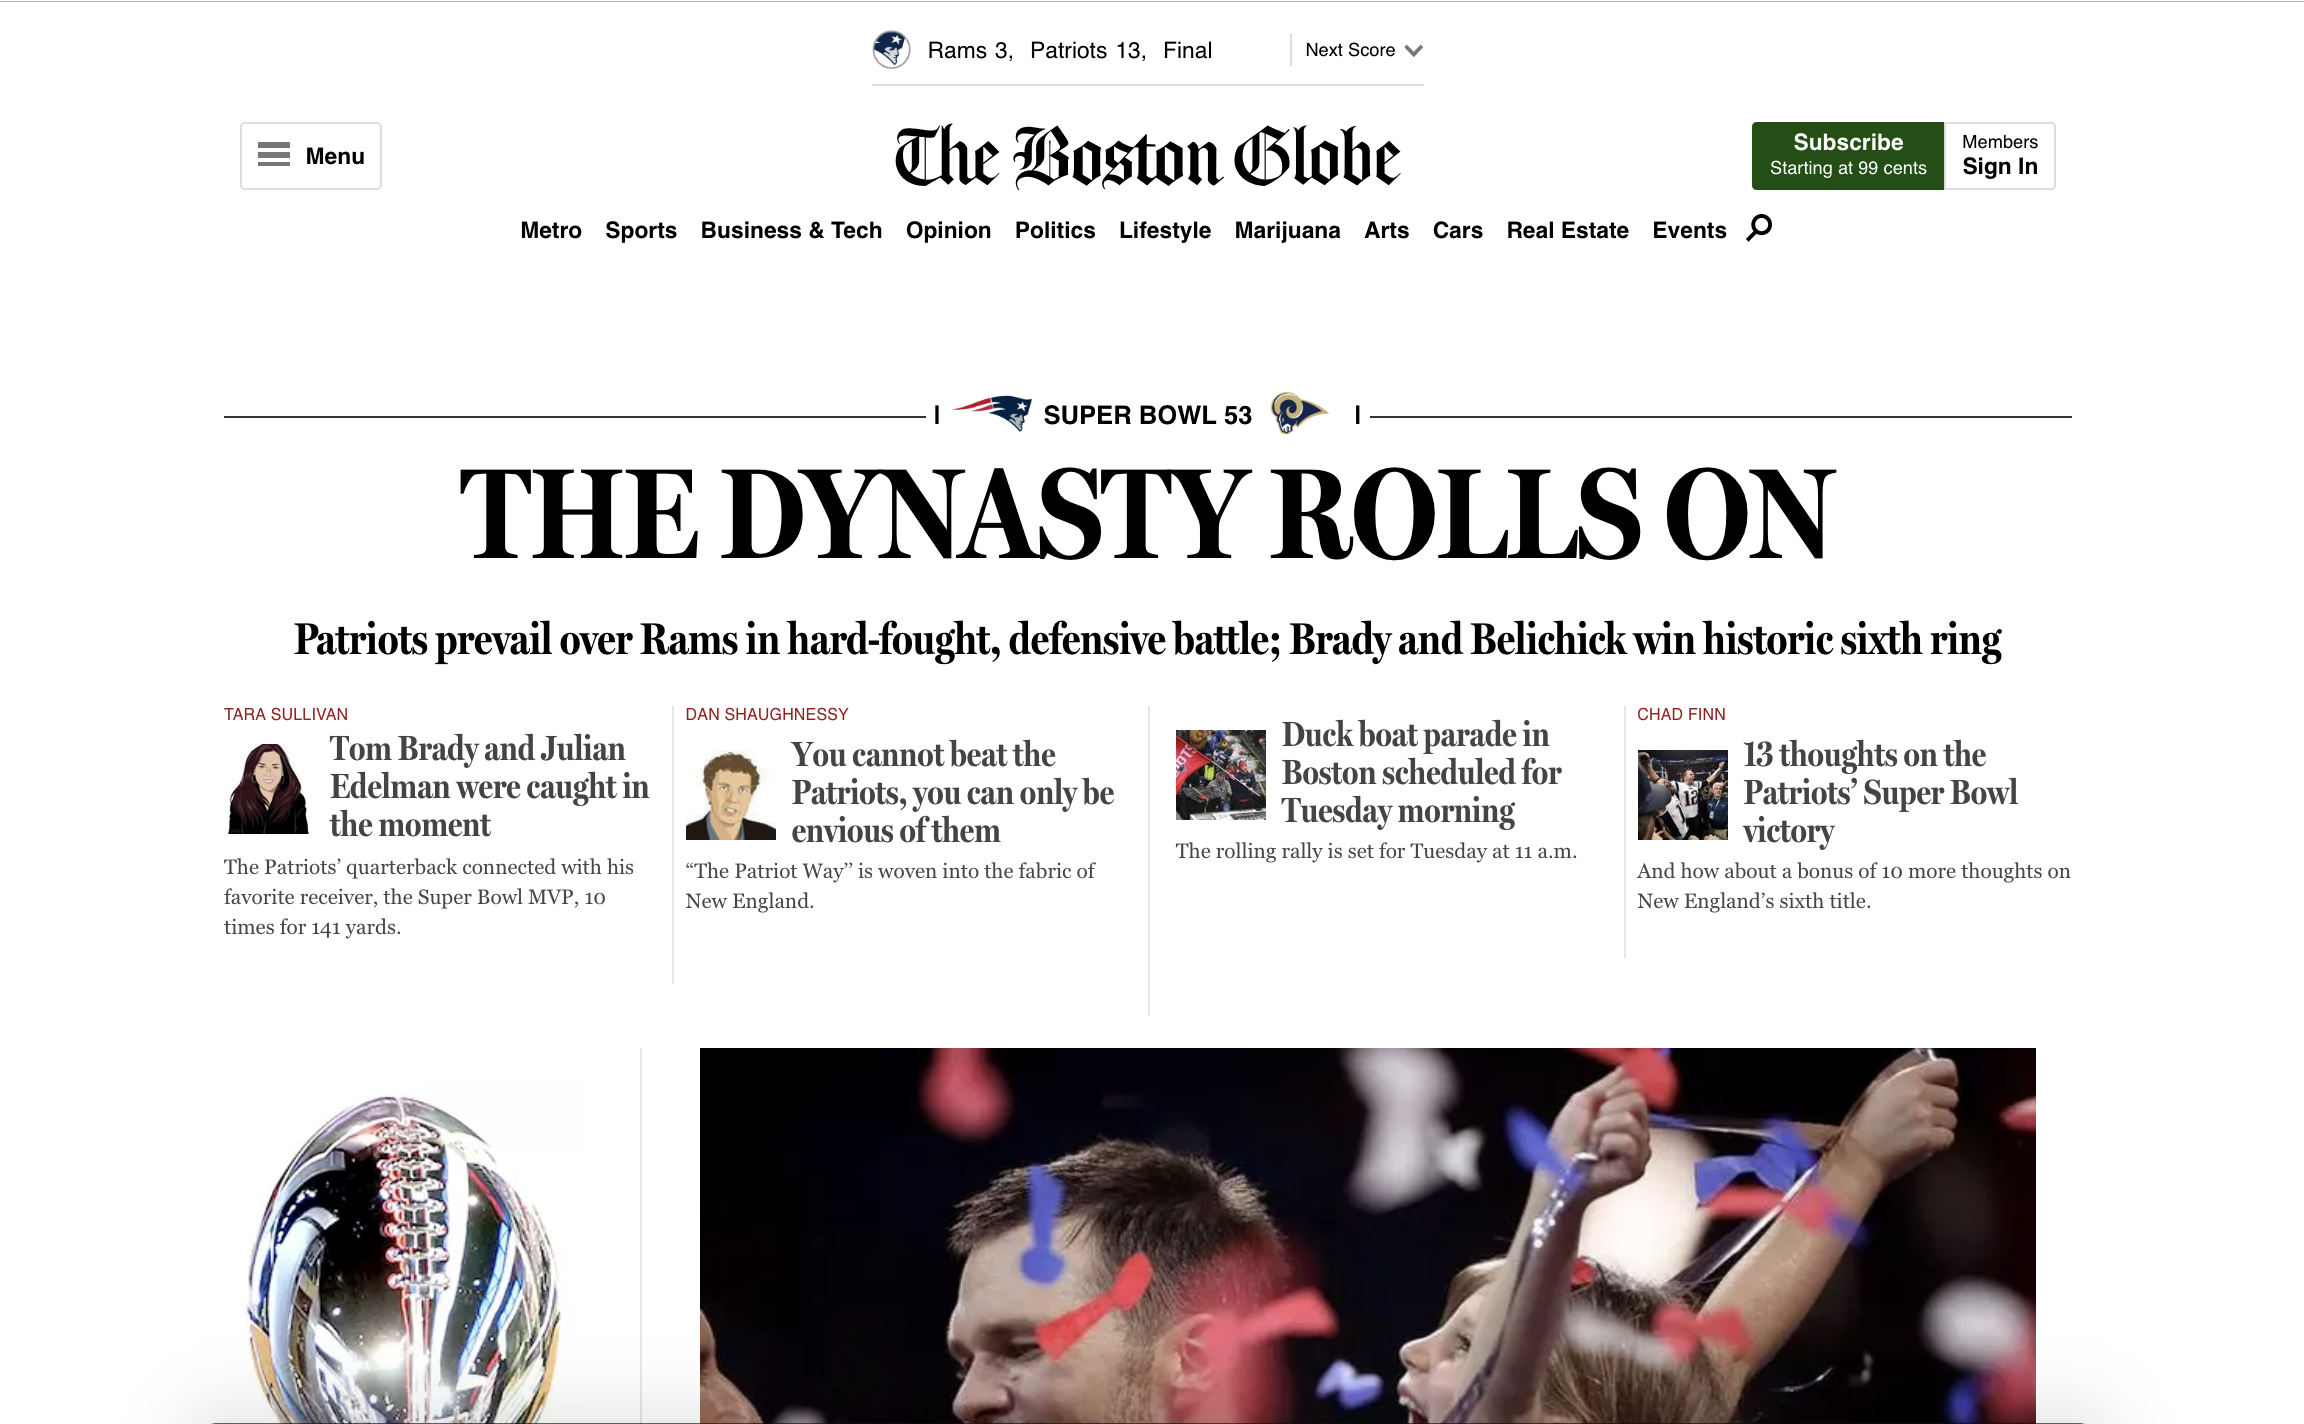 Rams 3, Patriots 13, Final
Next Score
Menu
The Boston Globe
Subscribe
Starting at 99 cents
Members
Sign In
Metro Sports Business & Tech Opinion Politics Lifestyle Marijuana Arts Cars Real Estate Events
SUPER BOWL 53
THE DYNASTY ROLLS ON
Patriots prevail over Rams in hard-fought, defensive battle; Brady and Belichick win historic sixth ring
TARA SULLIVAN
Tom Brady and Julian
Edelman were caught in
the moment
The Patriots’ quarterback connected with his
favorite receiver, the Super Bowl MVP, 10
times for 141 yards.
DAN SHAUGHNESSY
You cannot beat the
Patriots, you can only be
envious of them
“The Patriot Way’’ is woven into the fabric of
New England.
Duck boat parade in
Boston scheduled for
Tuesday morning
The rolling rally is set for Tuesday at 11 a.m.
CHAD FINN
13 thoughts on the
Patriots’ Super Bowl
victory
And how about a bonus of 10 more thoughts on
New England’s sixth title.
12